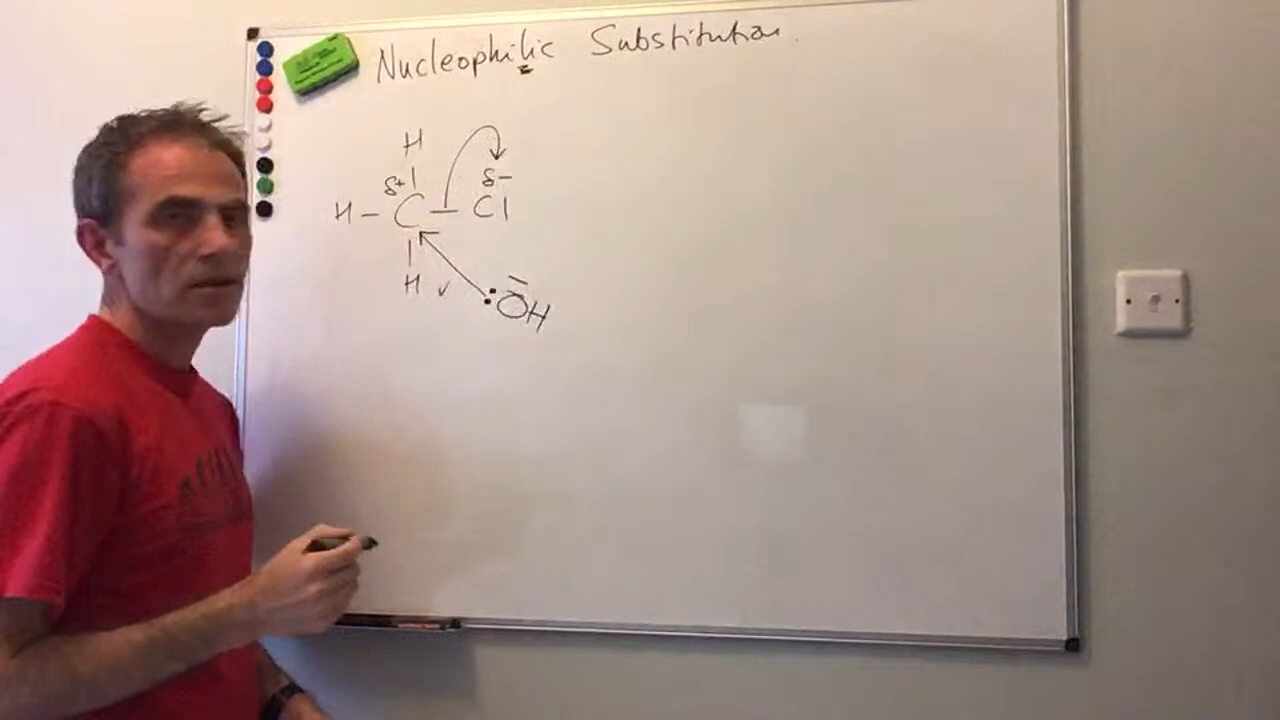 Nucleophilic Substitution.
H
δ+ | δ–
H – C – Cl
|
H ✓ : ŌH